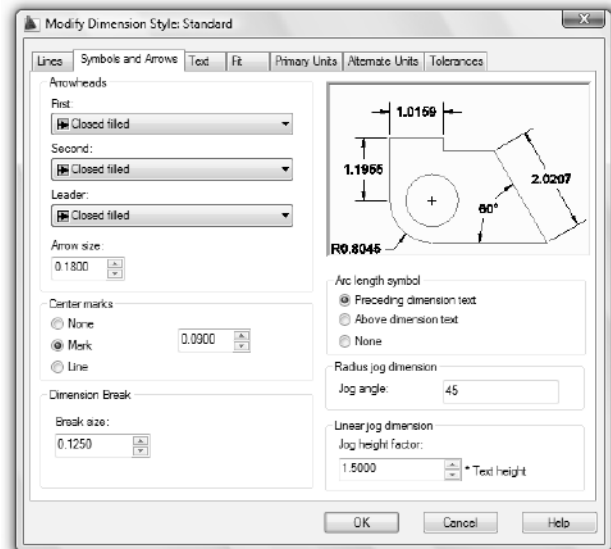 Modify Dimension Style: Standard
X
Lines
Symbols and Arrows
Text
Fit
Primary Units
Alternate Units
Tolerances
Arrowheads
First:
Closed filled
Second:
Closed filled
Leader:
Closed filled
Arrow size:
0.1800
Center marks
None
Mark
Line
0.0900
Dimension Break
Break size:
0.1250
1.0159
1.1955
2.0207
60°
R0.8045
Arc length symbol
Preceding dimension text
Above dimension text
None
Radius jog dimension
Jog angle:
45
Linear jog dimension
Jog height factor:
1.5000
* Text height
OK
Cancel
Help